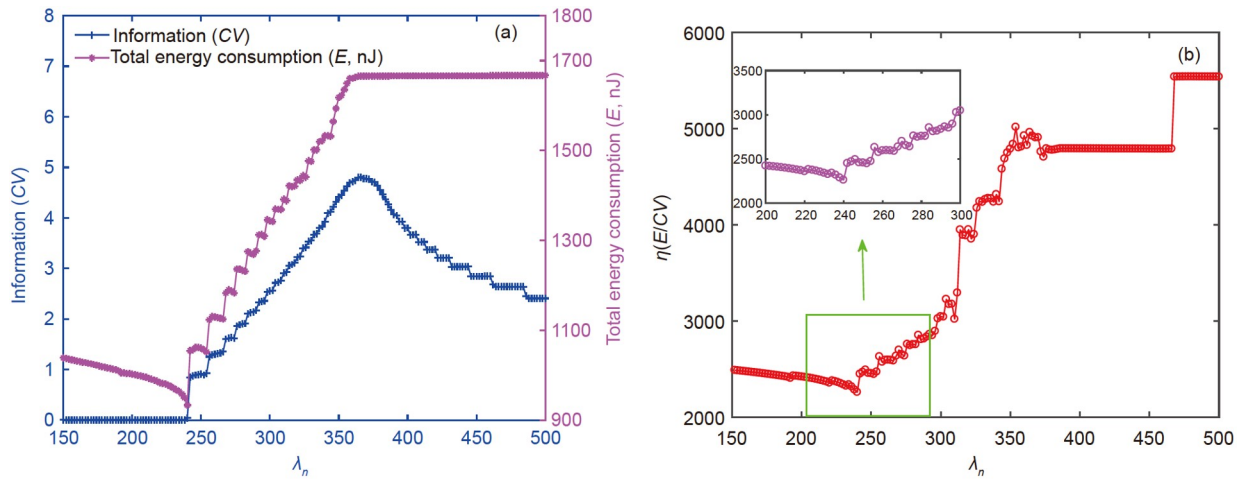 (a)
Information (CV)
Total energy consumption (E, nJ)
8
7
6
5
4
3
2
1
0
Information (CV)
1800
1700
1500
1300
1100
900
Total energy consumption (E, nJ)
150 200 250 300 350 400 450 500
λn
(b)
6000
5000
4000
3000
2000
η(E/CV)
3500
3000
2500
2000
200 220 240 260 280 300
150 200 250 300 350 400 450 500
λn